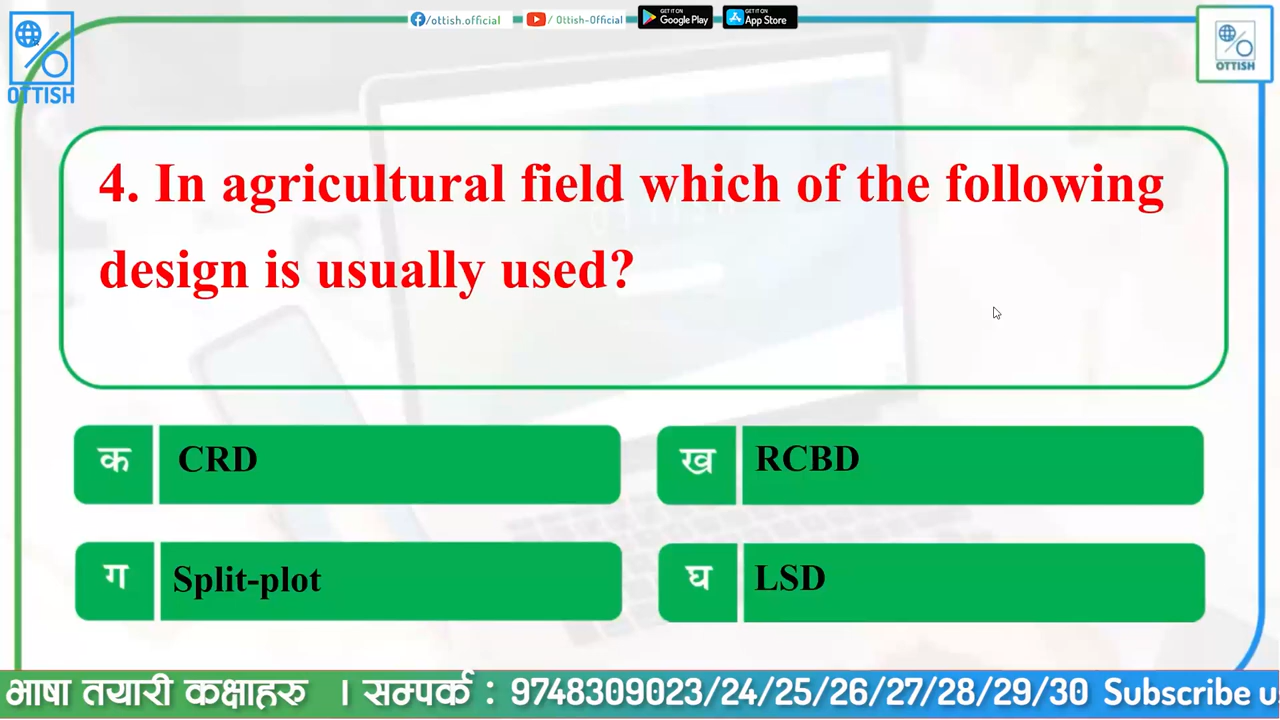 /ottish.official
/ Ottish-Official
GET IT ON
Google Play
GET IT ON
App Store
OTTISH
OTTISH
4. In agricultural field which of the following
design is usually used?
क CRD
ख RCBD
ग Split-plot
घ LSD
भाषा तयारी कक्षाहरु । सम्पर्क : 9748309023/24/25/26/27/28/29/30 Subscribe u